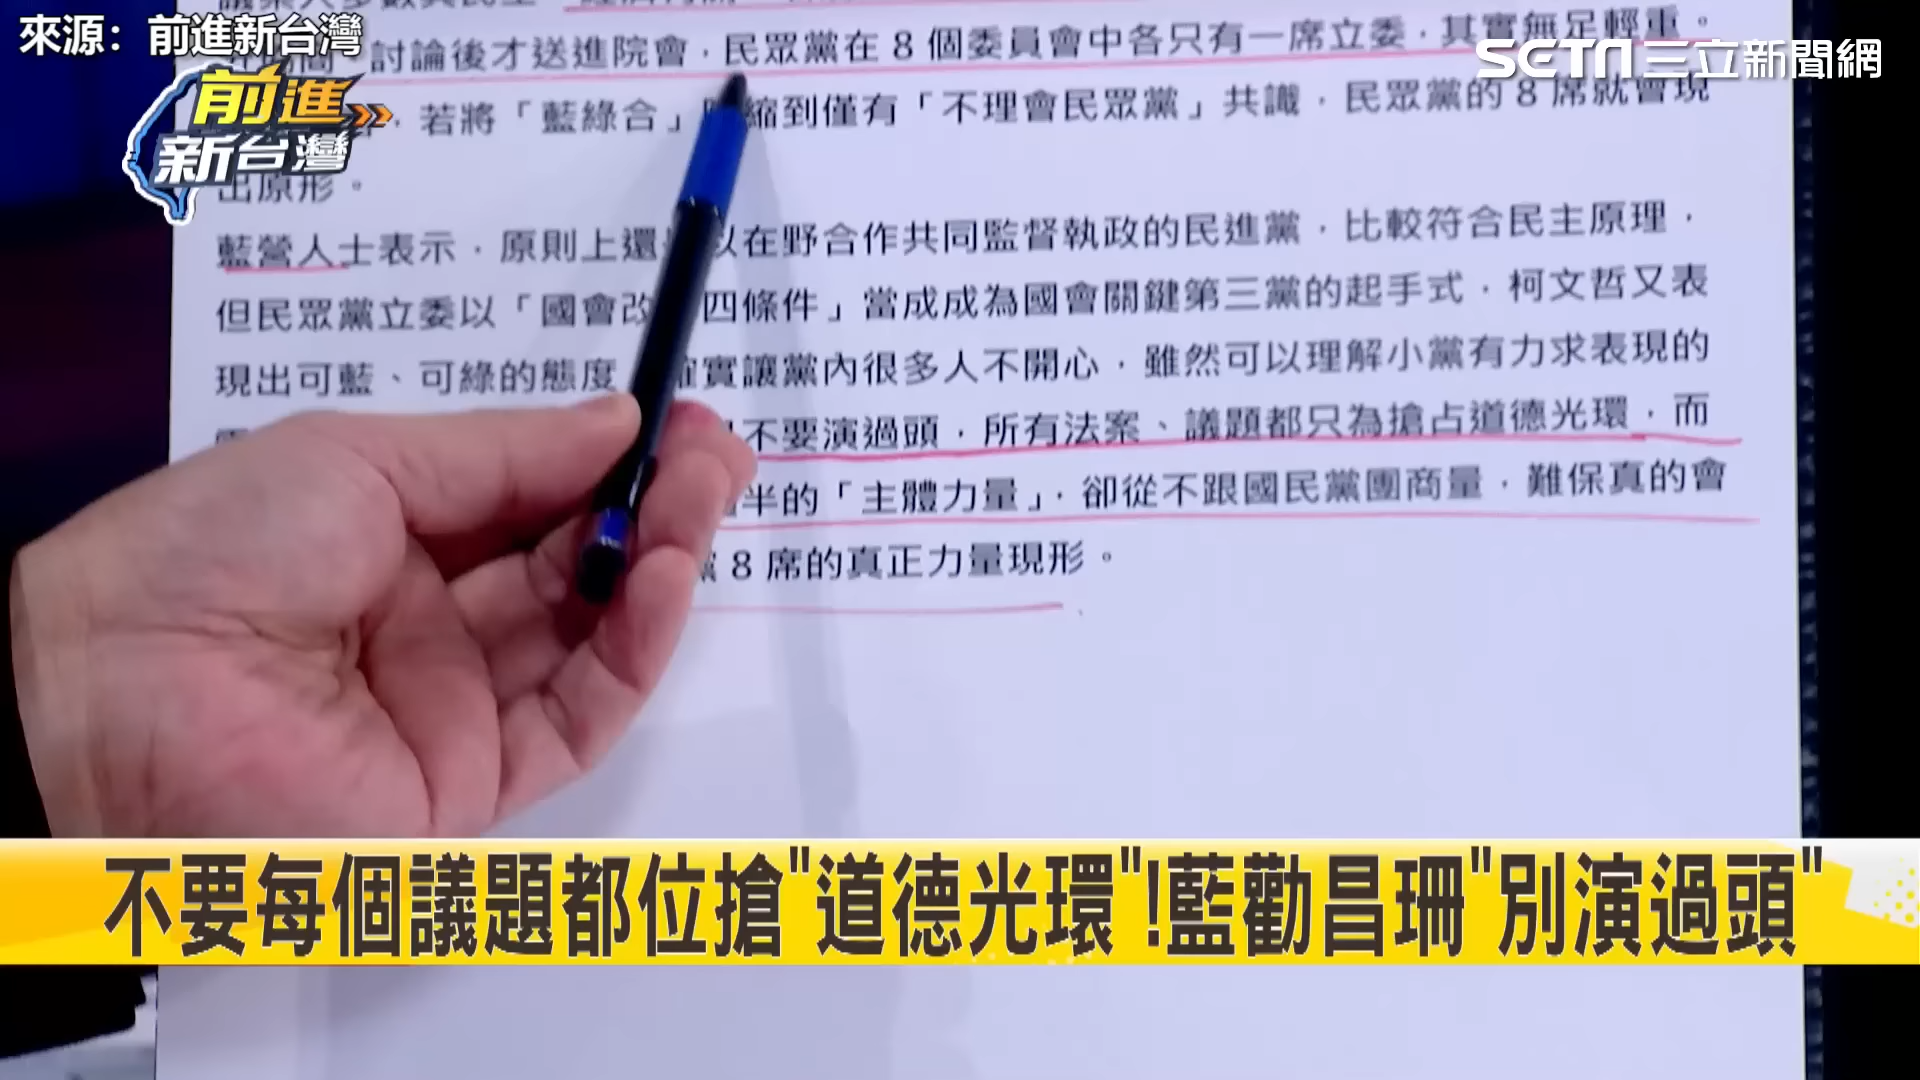 來源：前進新台灣
SETN三立新聞網
前進
新台灣
討論後才送進院會，民眾黨在8個委員會中各只有一席立委，其實無足輕重。
，若將「藍綠合」縮到僅有「不理會民眾黨」共識，民眾黨的8席就會現
出原形。
藍營人士表示，原則上還以在野合作共同監督執政的民進黨，比較符合民主原理，
但民眾黨立委以「國會改四條件」當成成為國會關鍵第三黨的起手式，柯文哲又表
現出可藍、可綠的態度確實讓黨內很多人不開心，雖然可以理解小黨有力求表現的
不要演過頭，所有法案、議題都只為搶占道德光環，而
半的「主體力量」，卻從不跟國民黨團商量，難保真的會
黨8席的真正力量現形。
不要每個議題都位搶"道德光環"!藍勸昌珊"別演過頭"